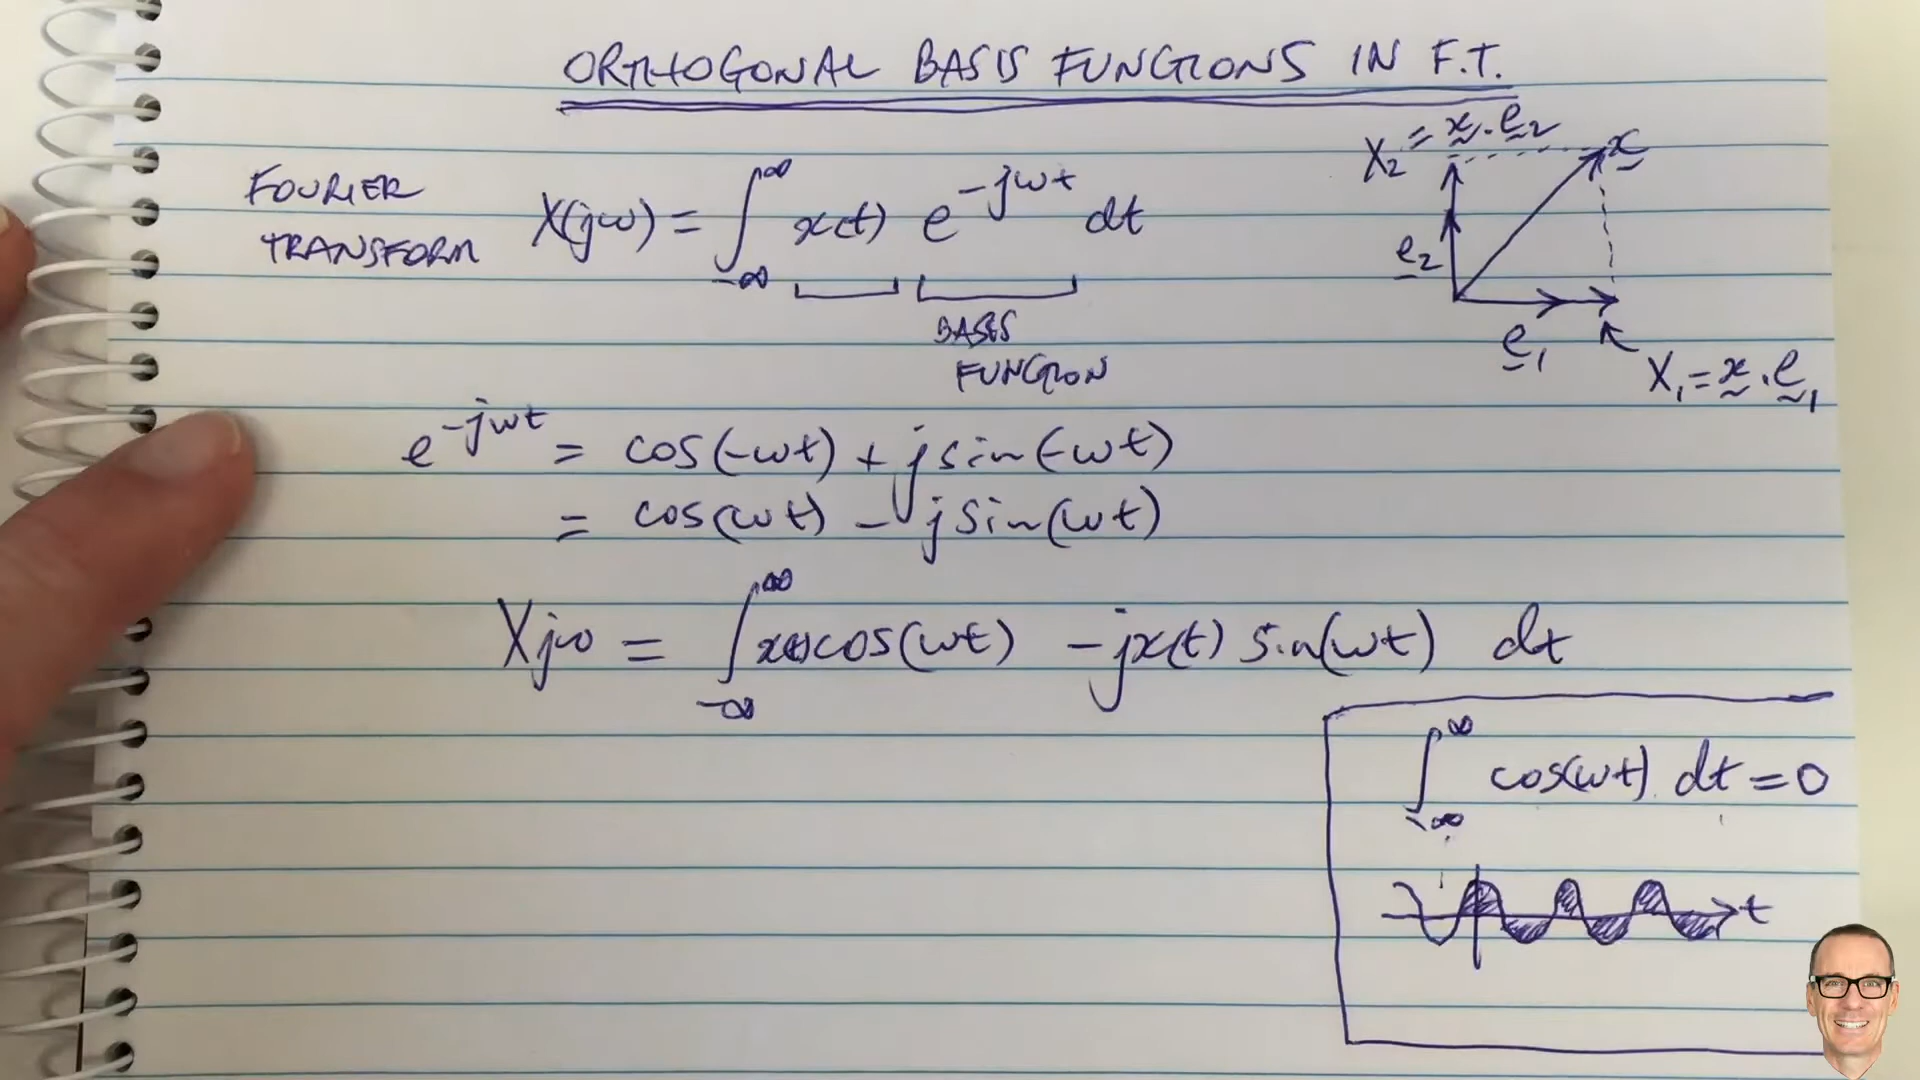 ORTHOGONAL BASIS FUNCTIONS IN F.T.
FOURIER TRANSFORM
X(jω) = ∫_{-∞}^{∞} x(t) e^{-jωt} dt
BASIS
FUNCTION
X₂ = x . e₂
x
e₂
e₁
X₁ = x . e₁
e^{-jωt} = cos(-ωt) + j sin(-ωt)
= cos(ωt) - j sin(ωt)
Xjω = ∫_{-∞}^{∞} x(t)cos(ωt) - jx(t) sin(ωt) dt
∫_{-∞}^{∞} cos(ωt) dt = 0
t